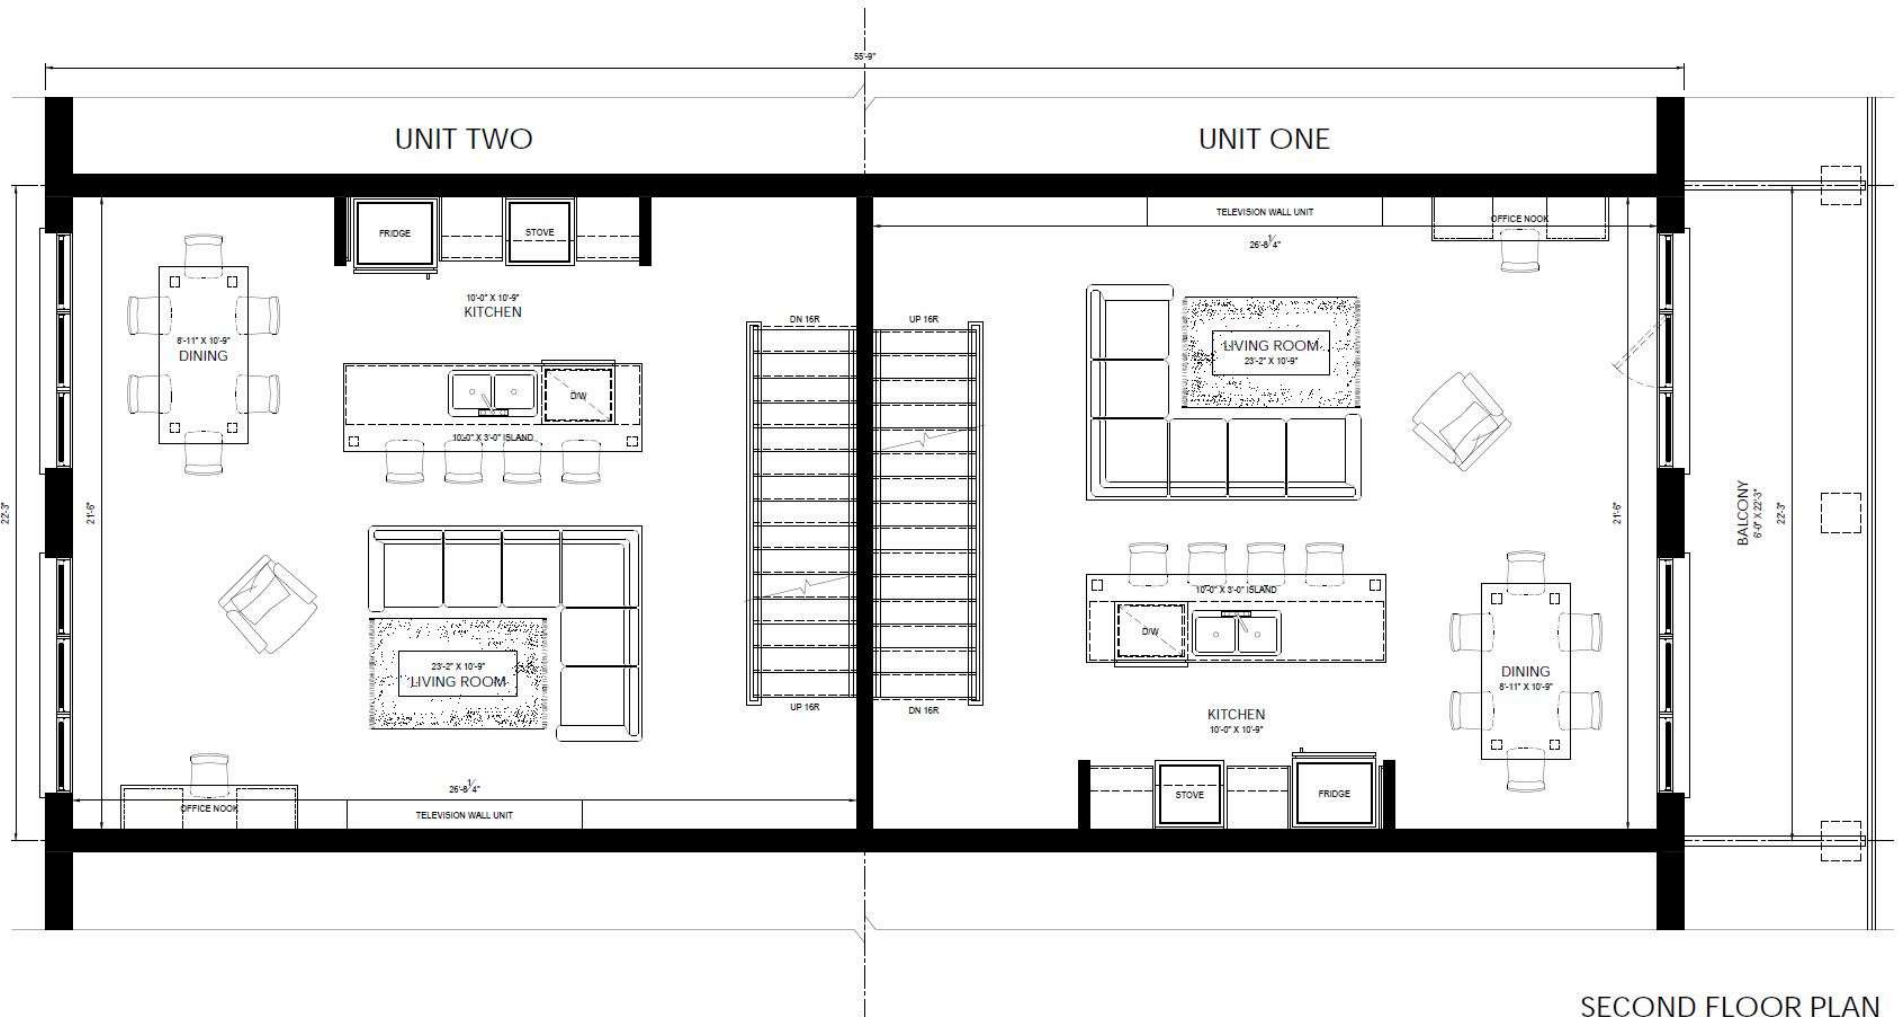 55'-9"
UNIT TWO
UNIT ONE
FRIDGE
STOVE
10'-0" X 10'-9"
KITCHEN
8'-11" X 10'-9"
DINING
D/W
10'-0" X 3'-0" ISLAND
DN 16R
UP 16R
22'-3"
21'-6"
23'-2" X 10'-9"
LIVING ROOM
UP 16R
26'-8 1/4"
OFFICE NOOK
TELEVISION WALL UNIT
TELEVISION WALL UNIT
OFFICE NOOK
26'-8 1/4"
LIVING ROOM
23'-2" X 10'-9"
21'-6"
BALCONY
6'-0" X 22'-3"
22'-3"
10'-0" X 3'-0" ISLAND
D/W
DINING
8'-11" X 10'-9"
DN 16R
KITCHEN
10'-0" X 10'-9"
STOVE
FRIDGE
SECOND FLOOR PLAN